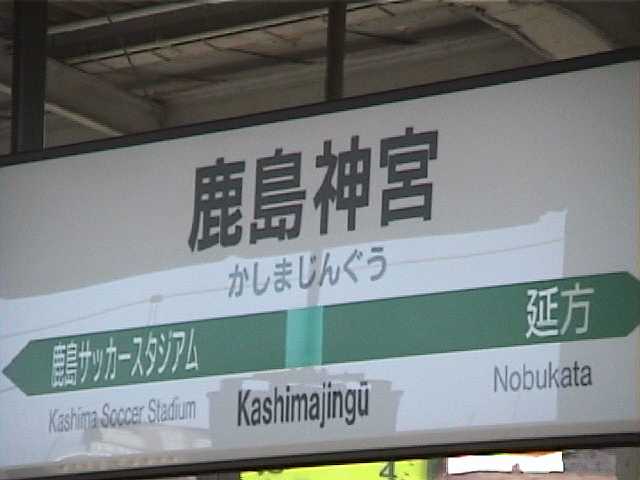 鹿島神宮
かしまじんぐう
鹿島サッカースタジアム
延方
Kashima Soccer Stadium
Kashimajingū
Nobukata
4